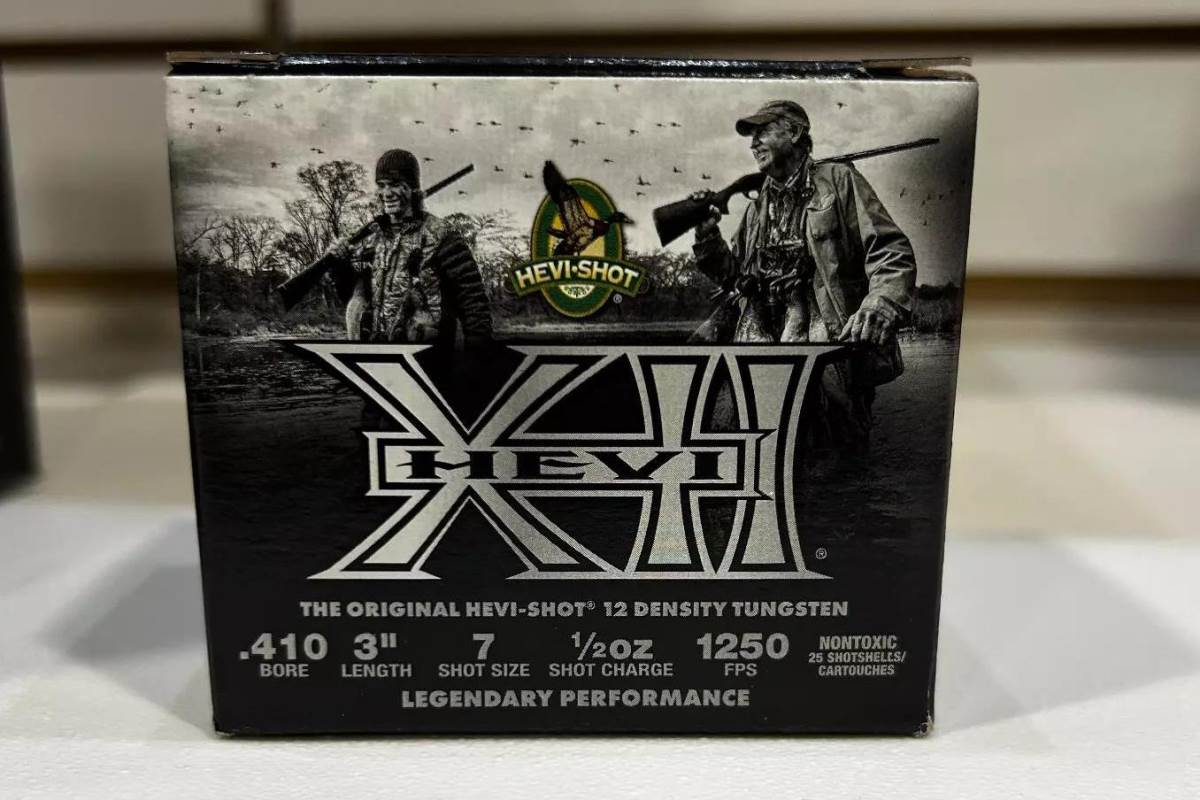 HEVI·SHOT
®
XII
HEVI
®
THE ORIGINAL HEVI-SHOT® 12 DENSITY TUNGSTEN
.410 3" 7 ½oz 1250 NONTOXIC
BORE LENGTH SHOT SIZE SHOT CHARGE FPS 25 SHOTSHELLS/
CARTOUCHES
LEGENDARY PERFORMANCE